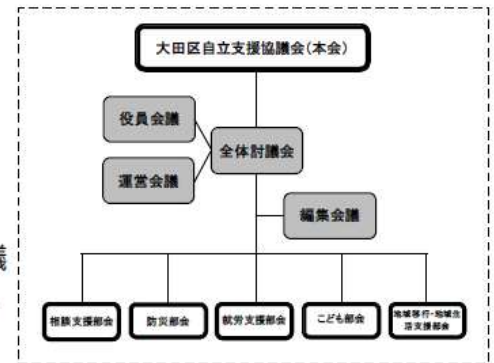 大田区自立支援協議会(本会)
役員会議
全体討議会
運営会議
編集会議
相談支援部会
防災部会
就労支援部会
こども部会
地域移行・地域生
活支援部会